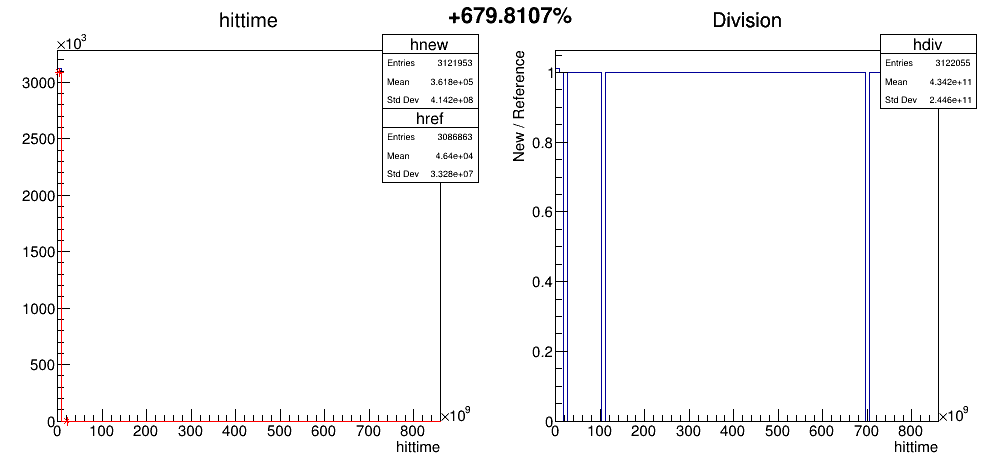 +679.8107%
hittime
×10³
hnew
Entries 3121953
Mean 3.618e+05
Std Dev 4.142e+08
href
Entries 3086863
Mean 4.64e+04
Std Dev 3.328e+07
3000
2500
2000
1500
1000
500
0
0 100 200 300 400 500 600 700 800
×10⁹
hittime
Division
hdiv
Entries 3122055
Mean 4.342e+11
Std Dev 2.446e+11
New / Reference
1
0.8
0.6
0.4
0.2
0
0 100 200 300 400 500 600 700 800
×10⁹
hittime